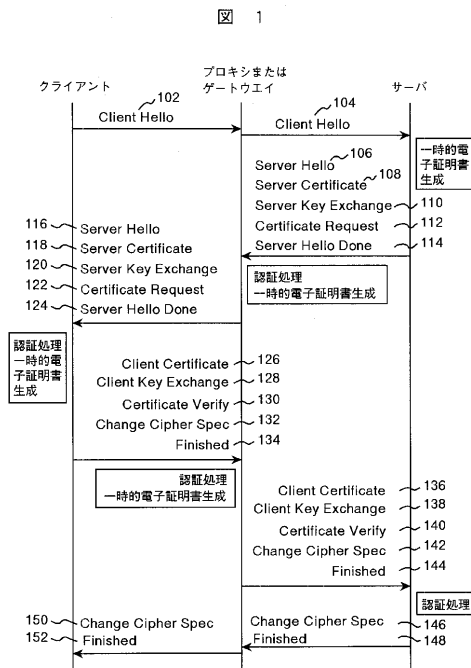 図 1
クライアント
プロキシまたは
ゲートウエイ
サーバ
102
Client Hello
104
Client Hello
一時的電
子証明書
生成
Server Hello 106
Server Certificate 108
Server Key Exchange 110
Certificate Request 112
Server Hello Done 114
116 Server Hello
118 Server Certificate
120 Server Key Exchange
122 Certificate Request
124 Server Hello Done
認証処理
一時的電子証明書生成
認証処理
一時的電
子証明書
生成
Client Certificate 126
Client Key Exchange 128
Certificate Verify 130
Change Cipher Spec 132
Finished 134
認証処理
一時的電子証明書生成
Client Certificate 136
Client Key Exchange 138
Certificate Verify 140
Change Cipher Spec 142
Finished 144
認証処理
Change Cipher Spec 146
Finished 148
150 Change Cipher Spec
152 Finished